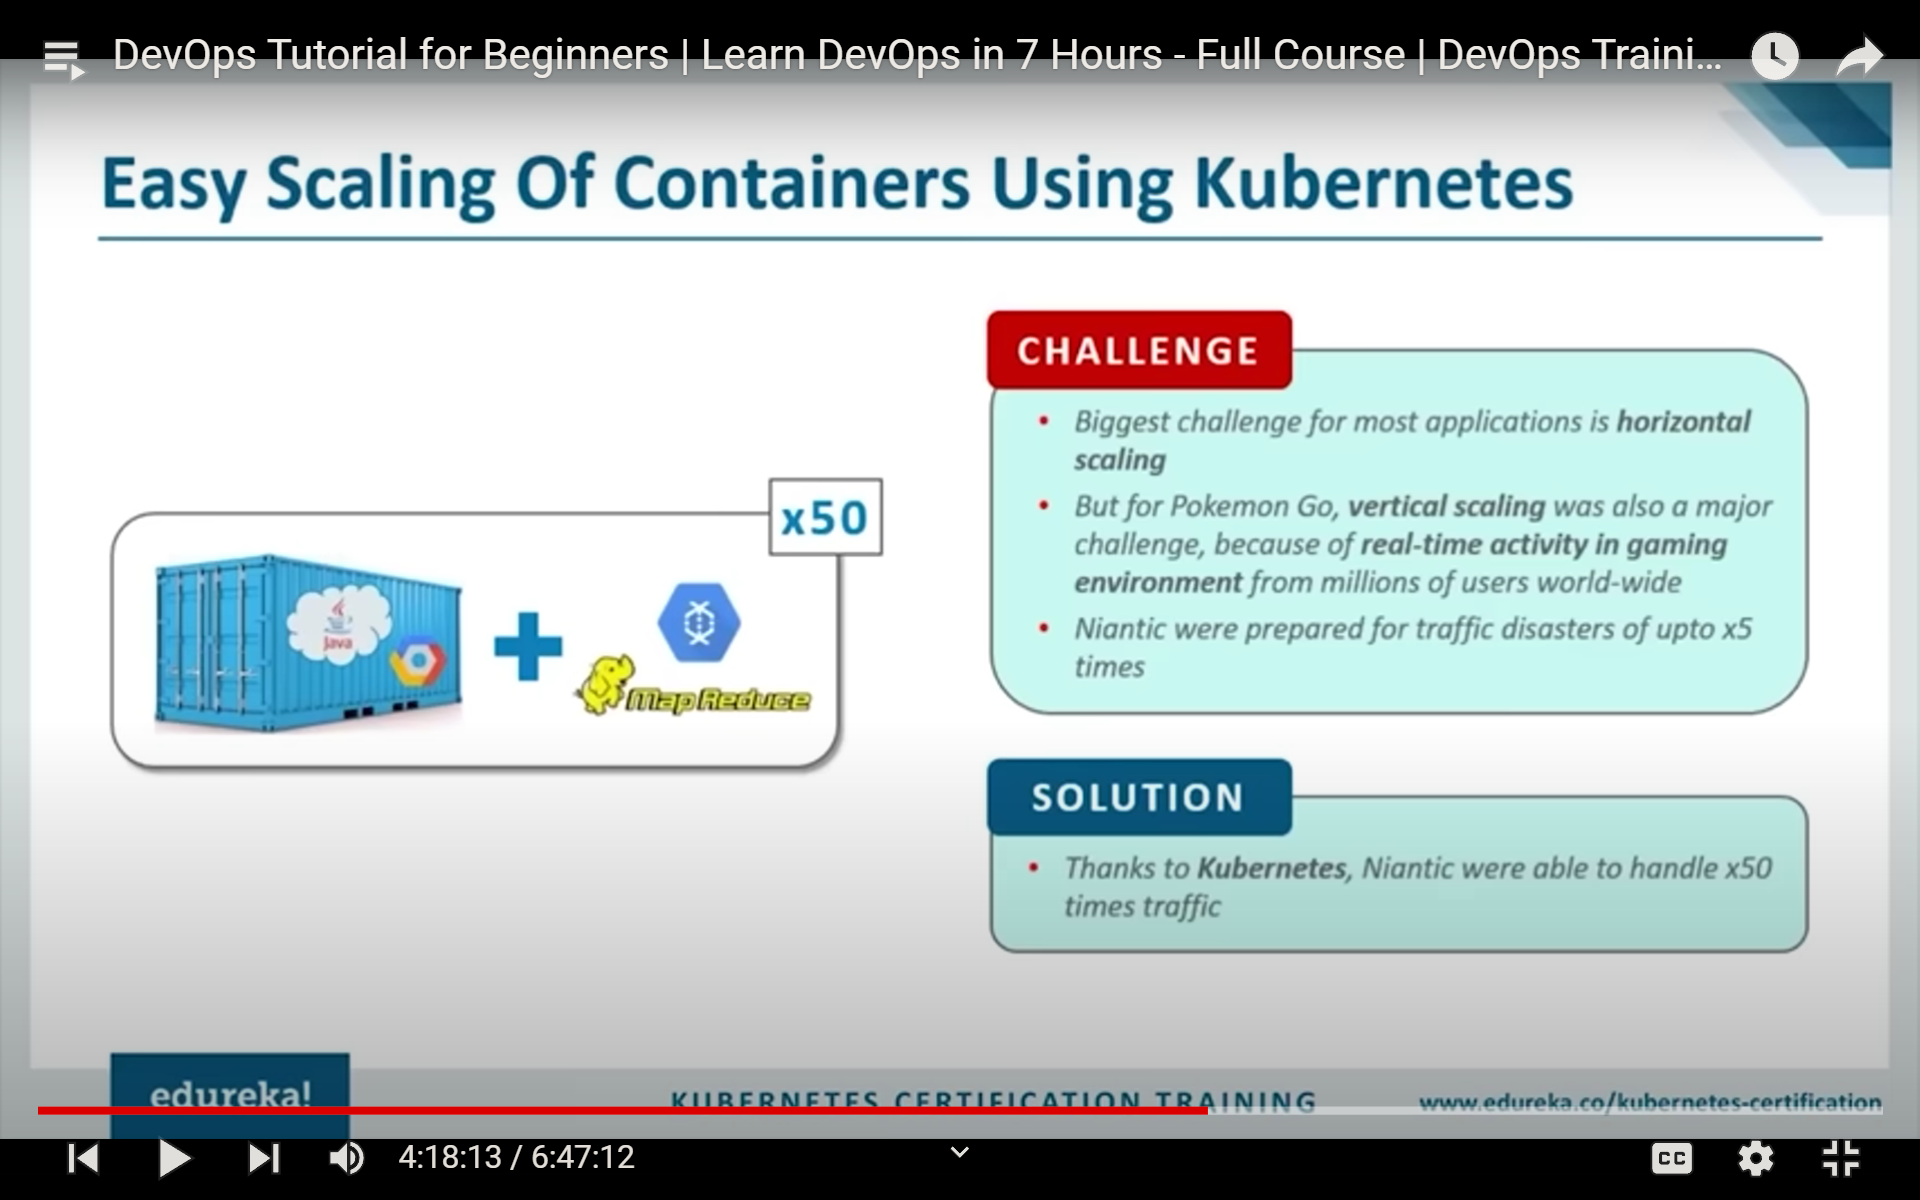 DevOps Tutorial for Beginners | Learn DevOps in 7 Hours - Full Course | DevOps Traini...
Easy Scaling Of Containers Using Kubernetes
x50
Java
Map Reduce
CHALLENGE
• Biggest challenge for most applications is horizontal
scaling
• But for Pokemon Go, vertical scaling was also a major
challenge, because of real-time activity in gaming
environment from millions of users world-wide
• Niantic were prepared for traffic disasters of upto x5
times
SOLUTION
• Thanks to Kubernetes, Niantic were able to handle x50
times traffic
edureka!
KUBERNETES CERTIFICATION TRAINING
www.edureka.co/kubernetes-certification
4:18:13 / 6:47:12
CC